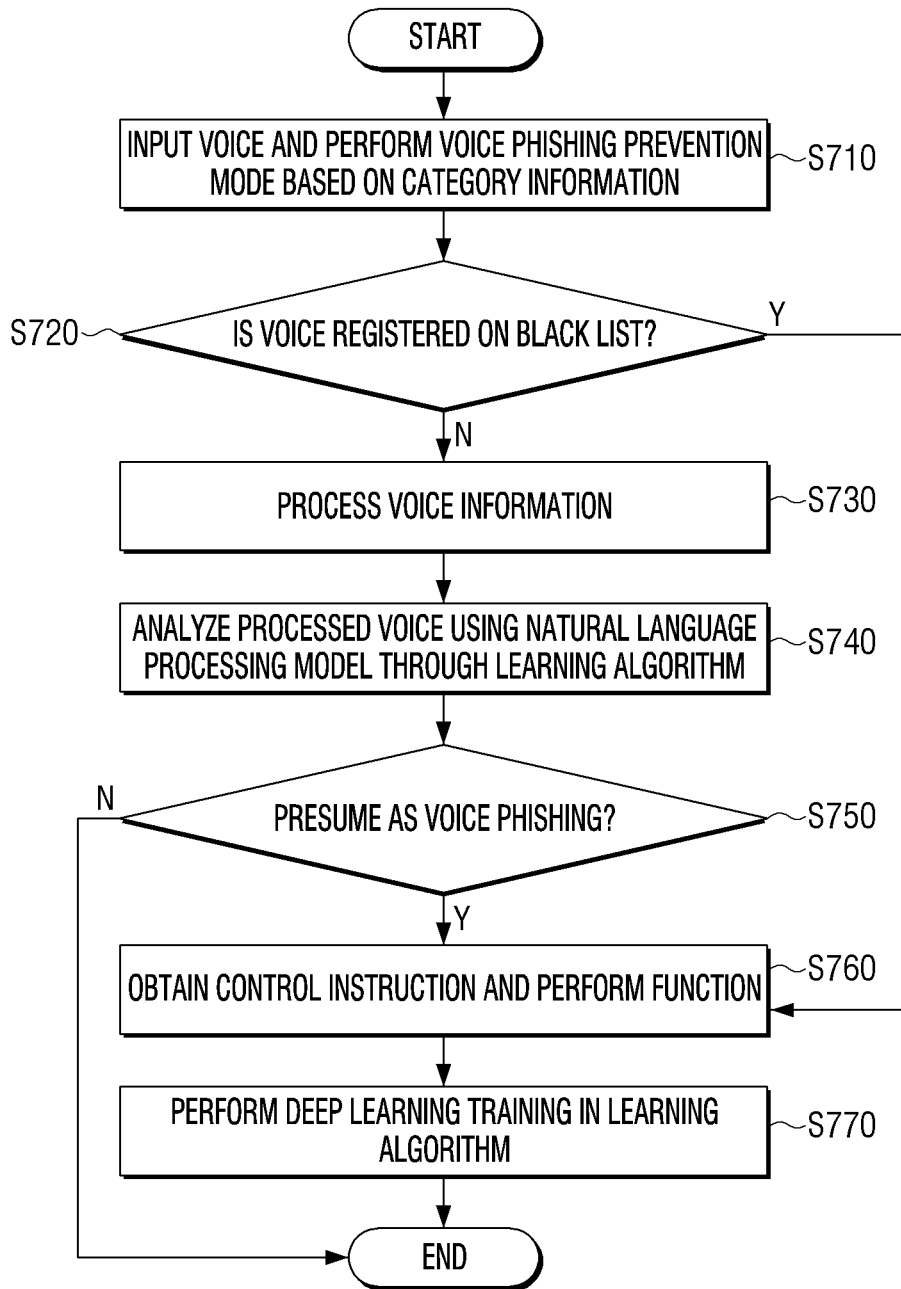 START
INPUT VOICE AND PERFORM VOICE PHISHING PREVENTION
MODE BASED ON CATEGORY INFORMATION
S710
S720
IS VOICE REGISTERED ON BLACK LIST?
Y
N
PROCESS VOICE INFORMATION
S730
ANALYZE PROCESSED VOICE USING NATURAL LANGUAGE
PROCESSING MODEL THROUGH LEARNING ALGORITHM
S740
N
PRESUME AS VOICE PHISHING?
S750
Y
OBTAIN CONTROL INSTRUCTION AND PERFORM FUNCTION
S760
PERFORM DEEP LEARNING TRAINING IN LEARNING
ALGORITHM
S770
END